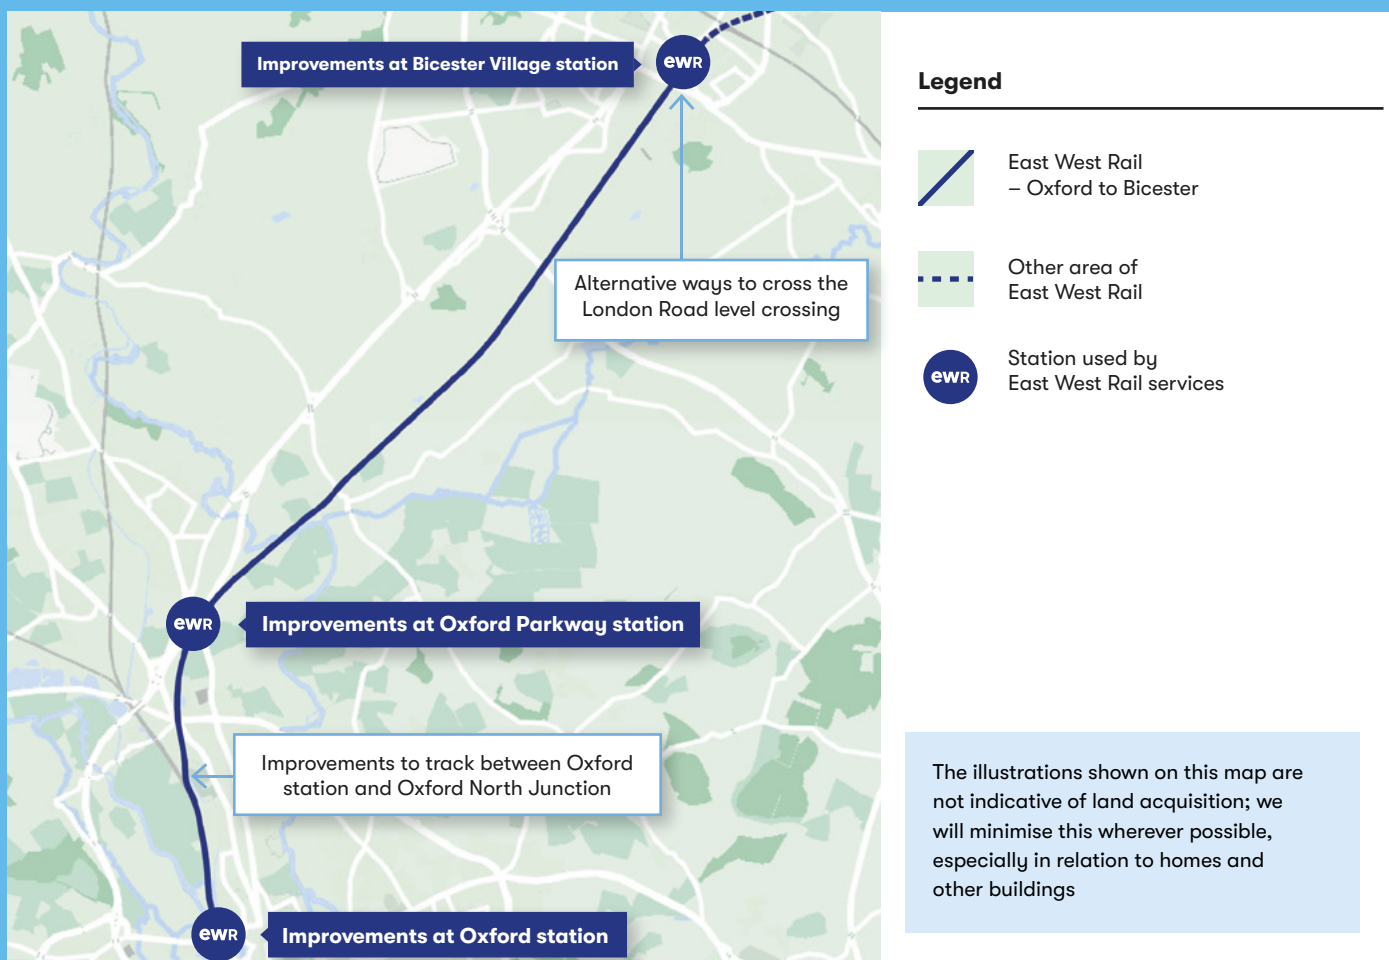 Improvements at Bicester Village station
ewR
Alternative ways to cross the
London Road level crossing
ewR
Improvements at Oxford Parkway station
Improvements to track between Oxford
station and Oxford North Junction
ewR
Improvements at Oxford station
Legend
East West Rail
– Oxford to Bicester
Other area of
East West Rail
ewR
Station used by
East West Rail services
The illustrations shown on this map are
not indicative of land acquisition; we
will minimise this wherever possible,
especially in relation to homes and
other buildings